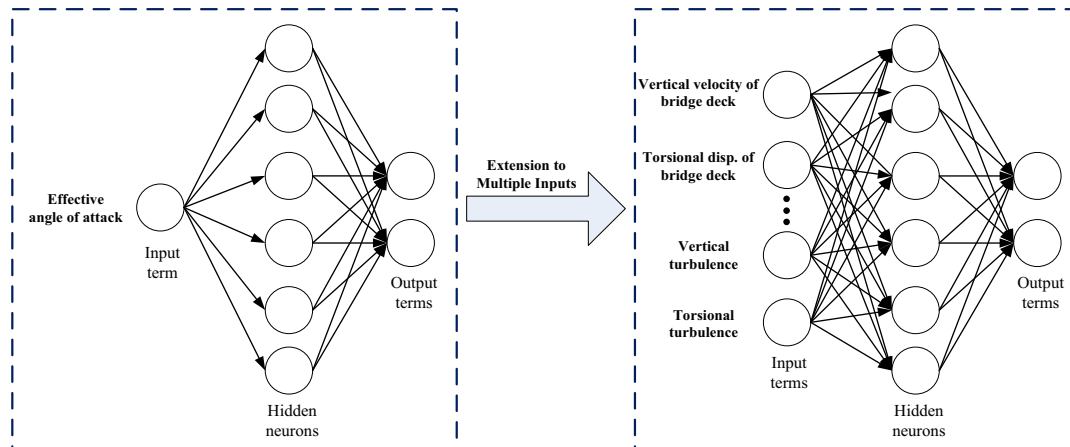 Effective
angle of attack
Input
term
Hidden
neurons
Output
terms
Extension to
Multiple Inputs
Vertical velocity of
bridge deck
Torsional disp. of
bridge deck
Vertical
turbulence
Torsional
turbulence
Input
terms
Hidden
neurons
Output
terms